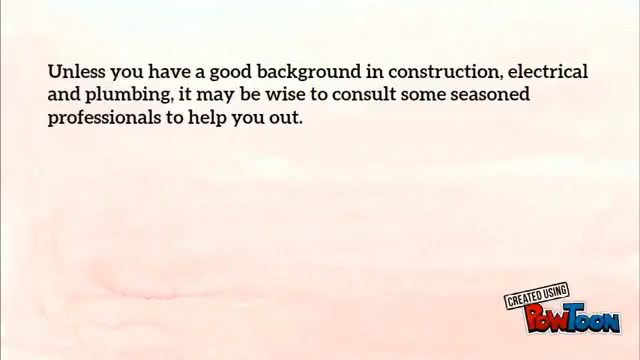 Unless you have a good background in construction, electrical
and plumbing, it may be wise to consult some seasoned
professionals to help you out.
CREATED USING
POWTOON